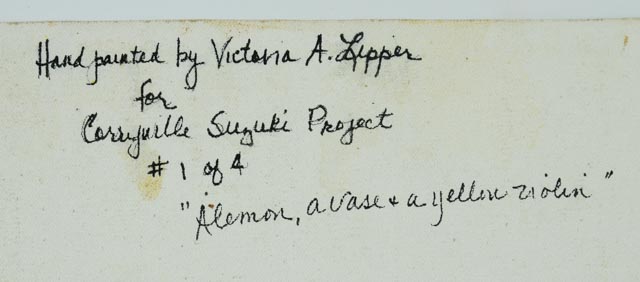 Hand painted by Victoria A. Lipper
for
Corryville Suzuki Project
# 1 of 4
"A lemon, a vase + a yellow violin"